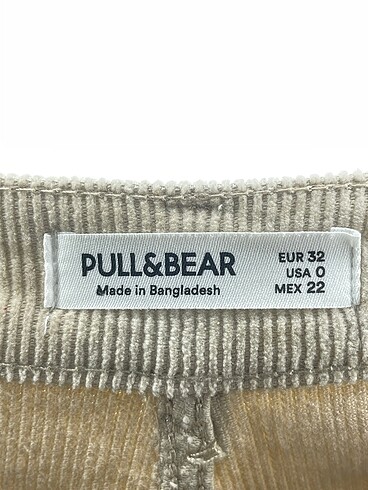 PULL&BEAR
Made in Bangladesh
EUR 32
USA 0
MEX 22